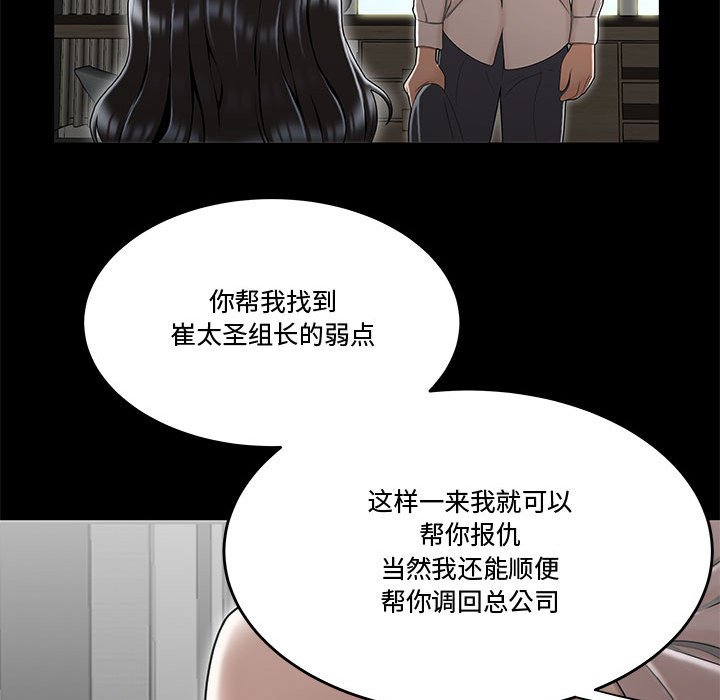 你帮我找到
崔太圣组长的弱点
这样一来我就可以
帮你报仇
当然我还能顺便
帮你调回总公司